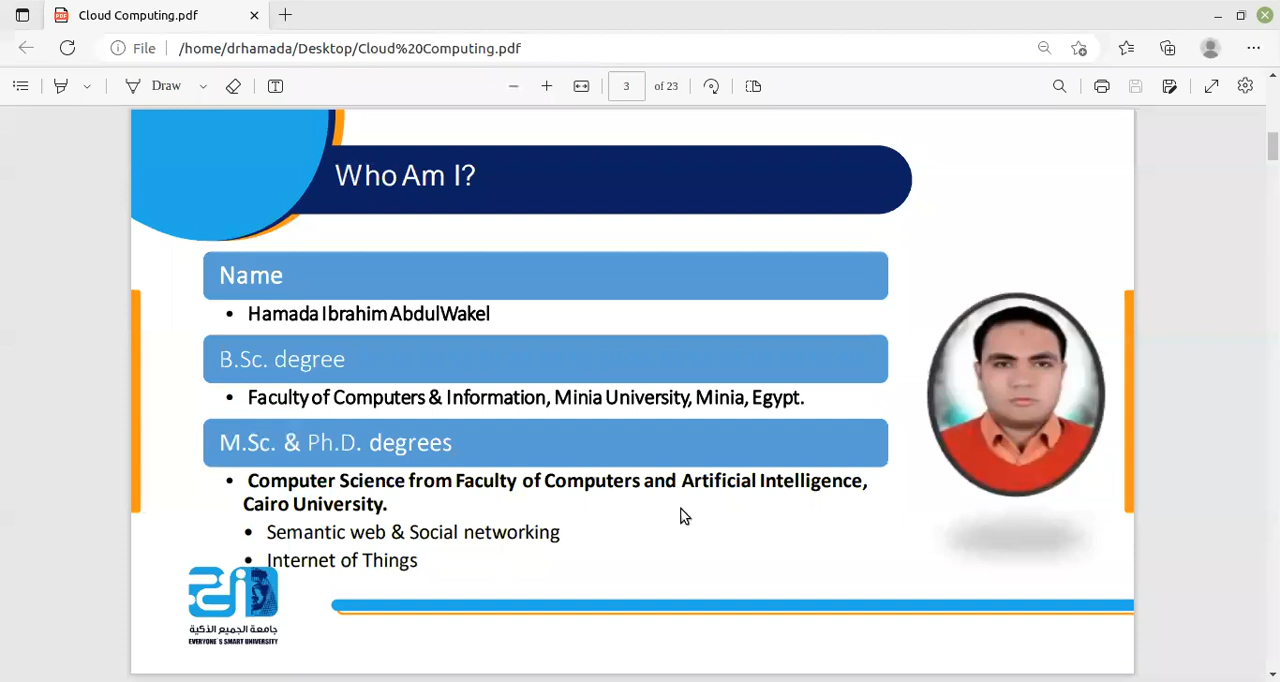 Cloud Computing.pdf
File
/home/drhamada/Desktop/Cloud%20Computing.pdf
Draw
3
of 23
Who Am I?
Name
• Hamada Ibrahim AbdulWakel
B.Sc. degree
• Faculty of Computers & Information, Minia University, Minia, Egypt.
M.Sc. & Ph.D. degrees
• Computer Science from Faculty of Computers and Artificial Intelligence,
Cairo University.
• Semantic web & Social networking
• Internet of Things
جامعة الجميع الذكية
EVERYONE`S SMART UNIVERSITY